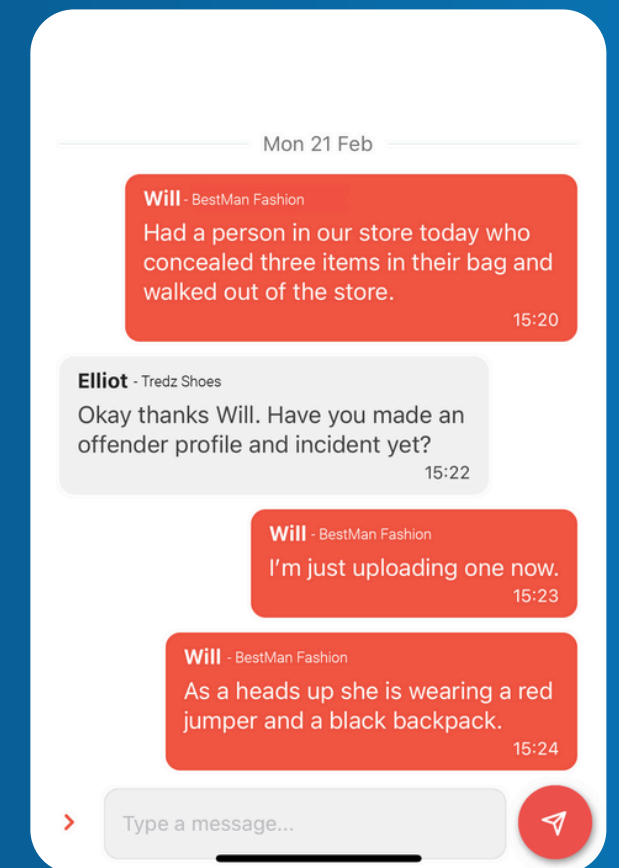 Mon 21 Feb
Will - BestMan Fashion
Had a person in our store today who
concealed three items in their bag and
walked out of the store.
15:20
Elliot - Tredz Shoes
Okay thanks Will. Have you made an
offender profile and incident yet?
15:22
Will - BestMan Fashion
I'm just uploading one now.
15:23
Will - BestMan Fashion
As a heads up she is wearing a red
jumper and a black backpack.
15:24
Type a message...